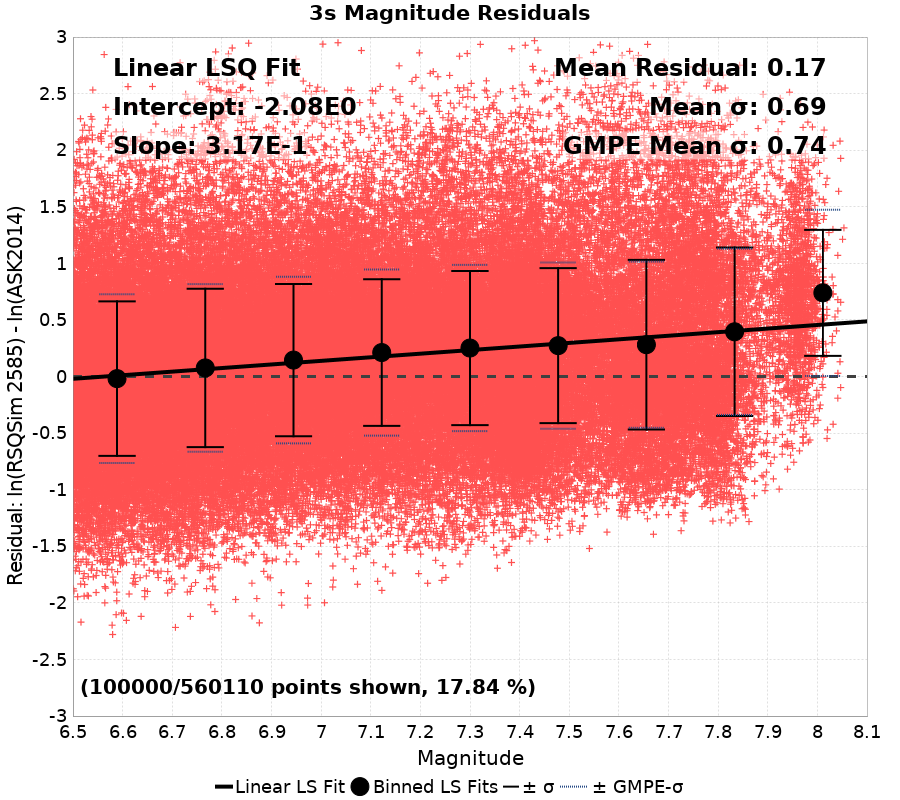 3s Magnitude Residuals
Linear LSQ Fit
Intercept: -2.08E0
Slope: 3.17E-1
Mean Residual: 0.17
Mean σ: 0.69
GMPE Mean σ: 0.74
Residual: ln(RSQSim 2585) - ln(ASK2014)
3
2.5
2
1.5
1
0.5
0
-0.5
-1
-1.5
-2
-2.5
-3
(100000/560110 points shown, 17.84 %)
6.5 6.6 6.7 6.8 6.9 7 7.1 7.2 7.3 7.4 7.5 7.6 7.7 7.8 7.9 8 8.1
Magnitude
Linear LS Fit Binned LS Fits ± σ ± GMPE-σ